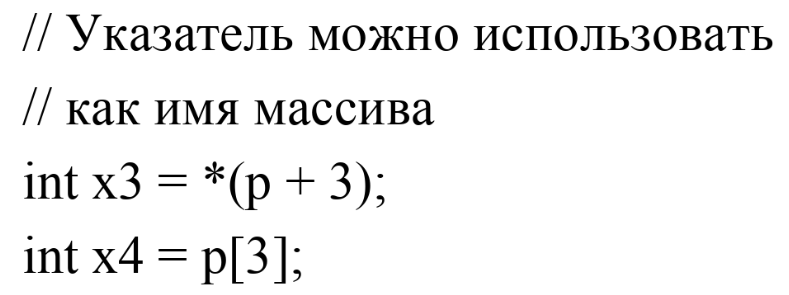 // Указатель можно использовать
// как имя массива
int x3 = *(p + 3);
int x4 = p[3];